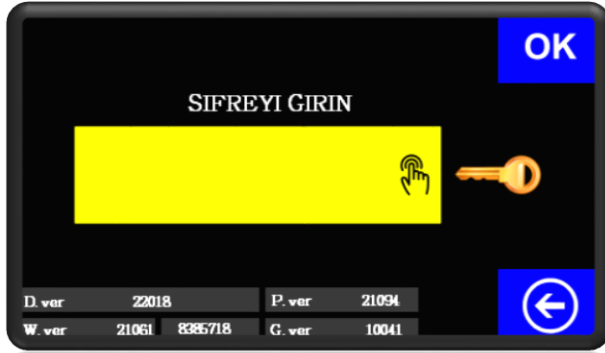 OK
SIFREYI GIRIN
D. ver 22018 P. ver 21094
W. ver 21061 8385718 G. ver 10041